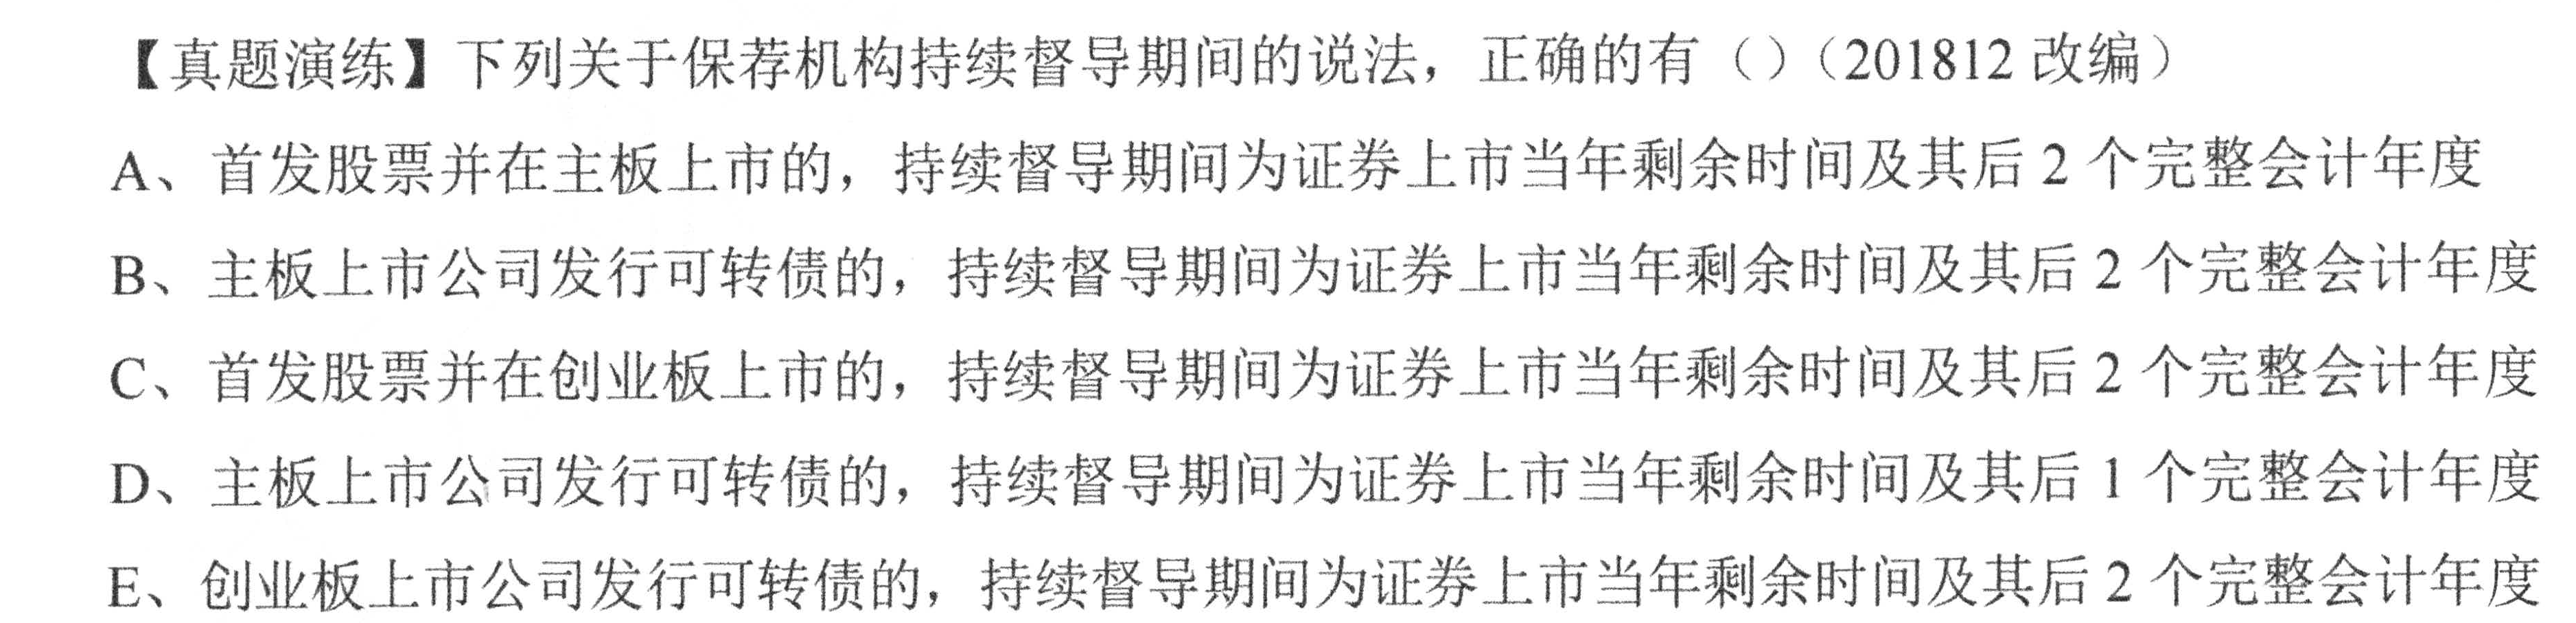 【真题演练】下列关于保荐机构持续督导期间的说法，正确的有（）（201812 改编）
A、首发股票并在主板上市的，持续督导期间为证券上市当年剩余时间及其后 2 个完整会计年度
B、主板上市公司发行可转债的，持续督导期间为证券上市当年剩余时间及其后 2 个完整会计年度
C、首发股票并在创业板上市的，持续督导期间为证券上市当年剩余时间及其后 2 个完整会计年度
D、主板上市公司发行可转债的，持续督导期间为证券上市当年剩余时间及其后 1 个完整会计年度
E、创业板上市公司发行可转债的，持续督导期间为证券上市当年剩余时间及其后 2 个完整会计年度